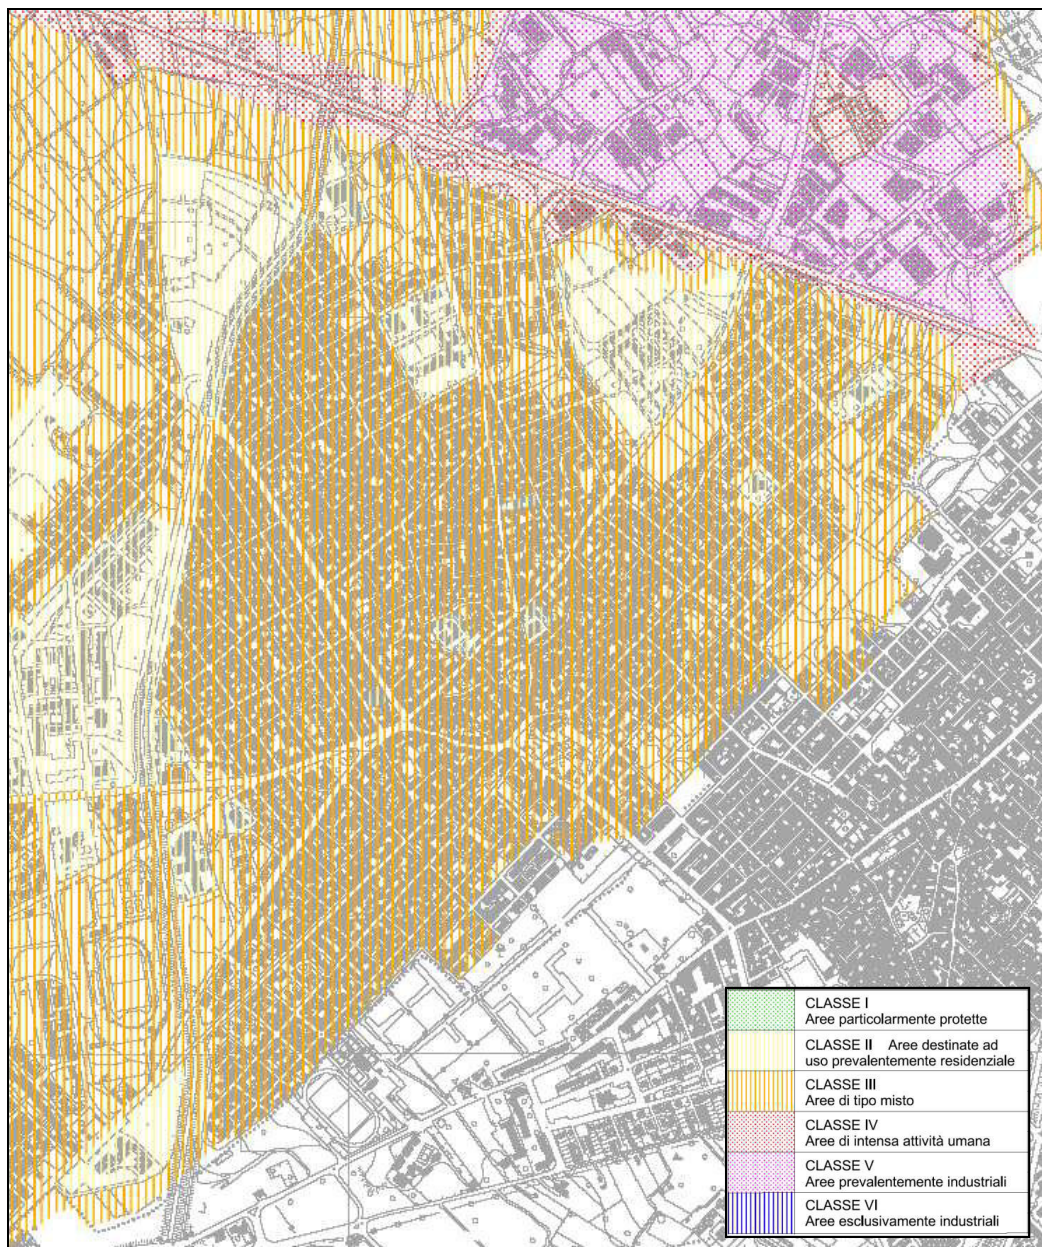 CLASSE I
Aree particolarmente protette
CLASSE II Aree destinate ad
uso prevalentemente residenziale
CLASSE III
Aree di tipo misto
CLASSE IV
Aree di intensa attività umana
CLASSE V
Aree prevalentemente industriali
CLASSE VI
Aree esclusivamente industriali